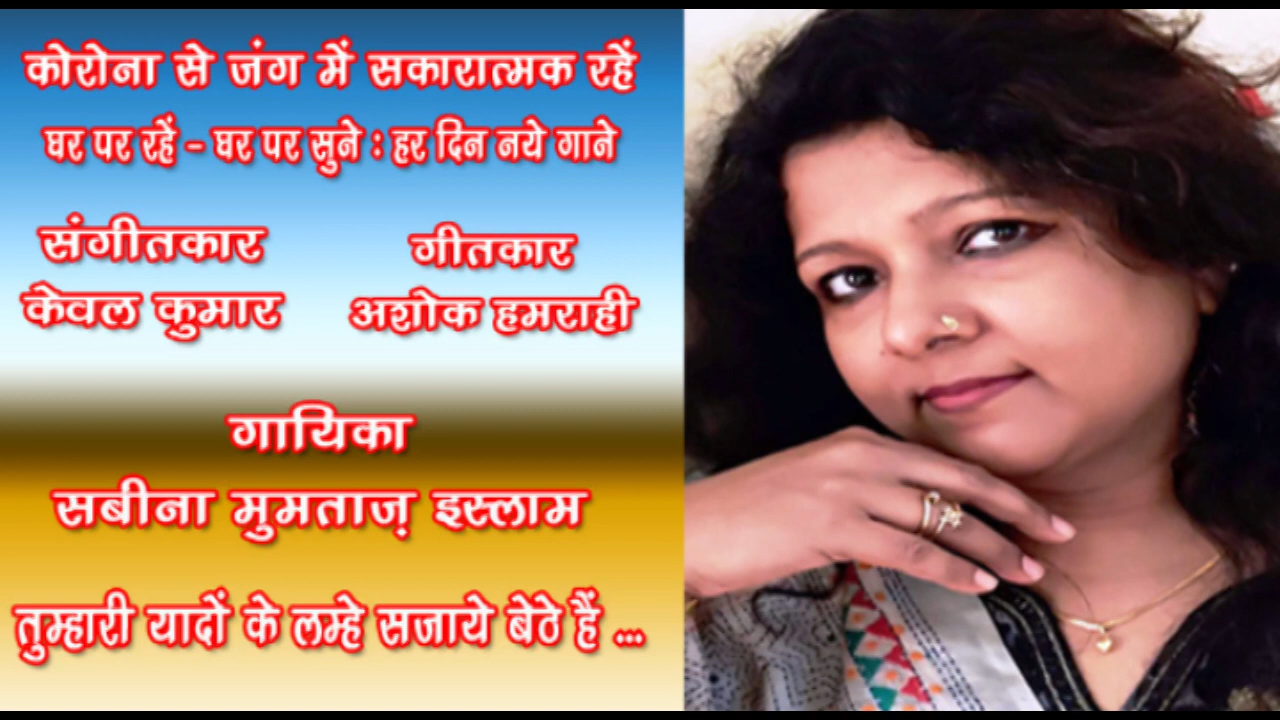 कोरोना से जंग में सकारात्मक रहें
घर पर रहें - घर पर सुने : हर दिन नये गाने
संगीतकार
केवल कुमार
गीतकार
अशोक हमराही
गायिका
सबीना मुमताज़ इस्लाम
तुम्हारी यादों के लम्हे सजाये बेठे हैं ...